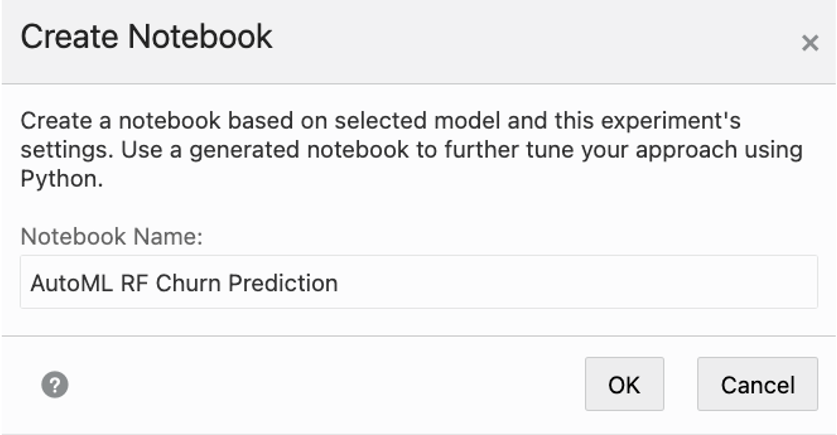 Create Notebook
×
Create a notebook based on selected model and this experiment's
settings. Use a generated notebook to further tune your approach using
Python.
Notebook Name:
AutoML RF Churn Prediction
?
OK
Cancel